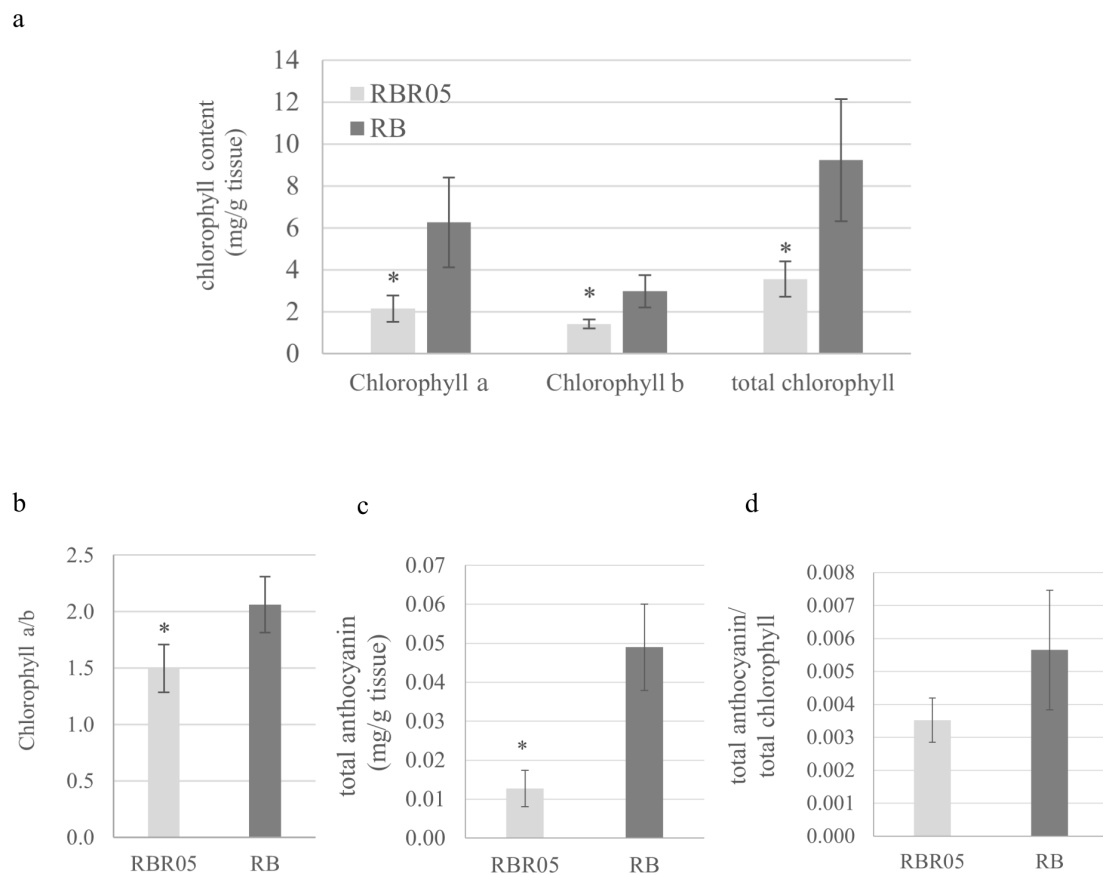 a
14
12
10
8
6
4
2
0
chlorophyll content
(mg/g tissue)
RBR05
RB
*
*
*
Chlorophyll a
Chlorophyll b
total chlorophyll
b
2.5
2.0
1.5
1.0
0.5
0.0
Chlorophyll a/b
*
RBR05
RB
c
0.07
0.06
0.05
0.04
0.03
0.02
0.01
0.00
total anthocyanin
(mg/g tissue)
*
RBR05
RB
d
0.008
0.007
0.006
0.005
0.004
0.003
0.002
0.001
0.000
total anthocyanin/
total chlorophyll
RBR05
RB